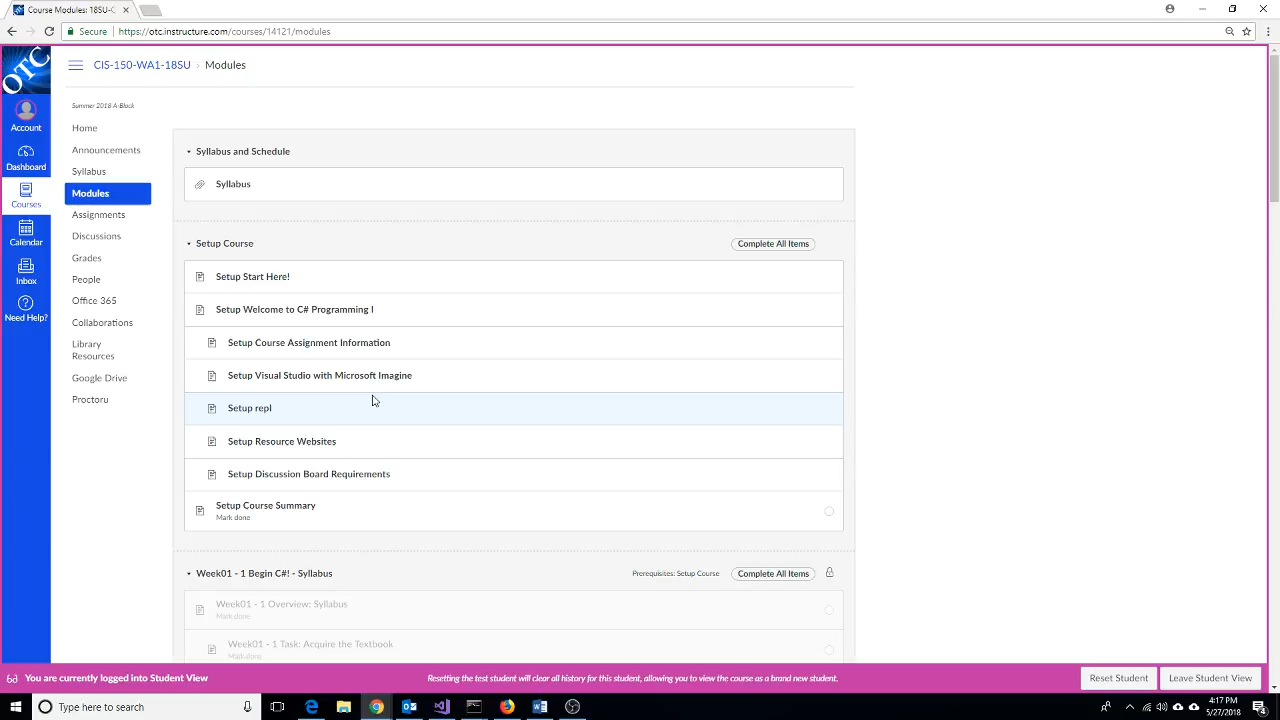 Course Modules: 18SU-C
Secure
https://otc.instructure.com/courses/14121/modules
OTC
Account
Dashboard
Courses
Calendar
Inbox
Need Help?
CIS-150-WA1-18SU › Modules
Summer 2018 A-Block
Home
Announcements
Syllabus
Modules
Assignments
Discussions
Grades
People
Office 365
Collaborations
Library
Resources
Google Drive
Proctoru
Syllabus and Schedule
Syllabus
Setup Course
Complete All Items
Setup Start Here!
Setup Welcome to C# Programming I
Setup Course Assignment Information
Setup Visual Studio with Microsoft Imagine
Setup repl
Setup Resource Websites
Setup Discussion Board Requirements
Setup Course Summary
Mark done
Week01 - 1 Begin C#! - Syllabus
Prerequisites: Setup Course
Complete All Items
Week01 - 1 Overview: Syllabus
Mark done
Week01 - 1 Task: Acquire the Textbook
Mark done
You are currently logged into Student View
Resetting the test student will clear all history for this student, allowing you to view the course as a brand new student.
Reset Student
Leave Student View
Type here to search
4:17 PM
5/27/2018
4